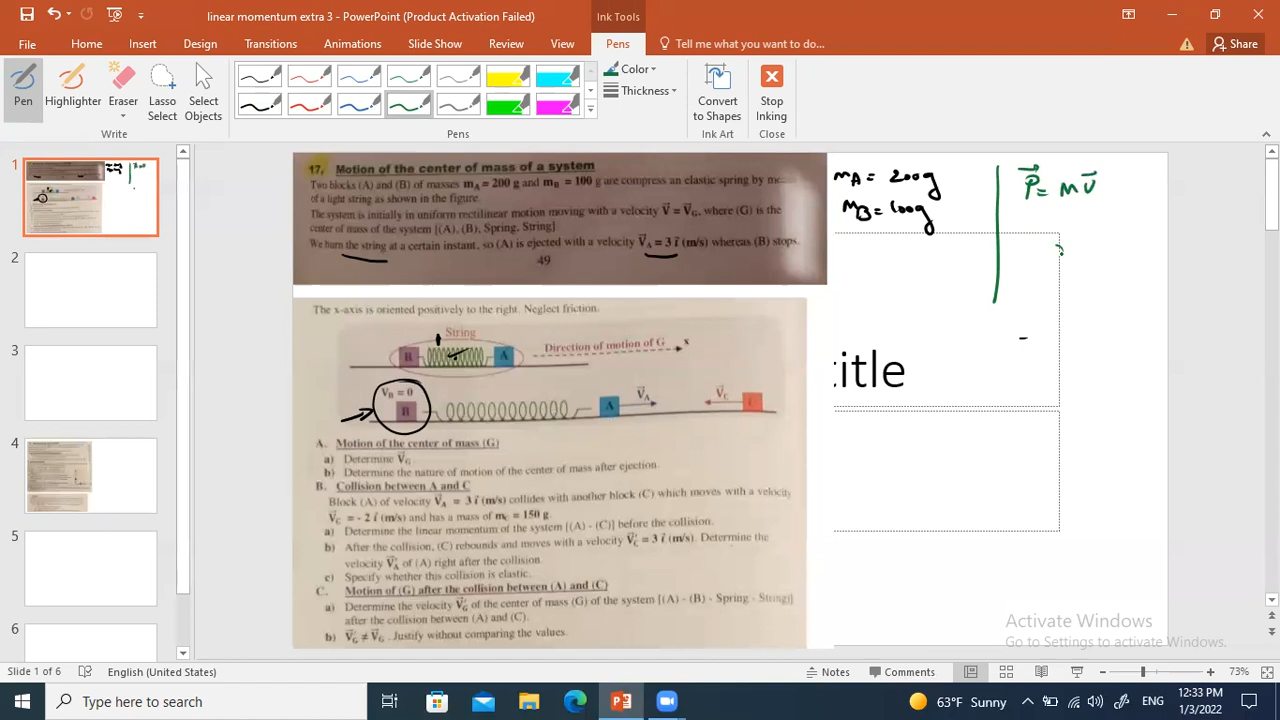 linear momentum extra 3 - PowerPoint (Product Activation Failed)
Ink Tools
File Home Insert Design Transitions Animations Slide Show Review View Pens Tell me what you want to do... Share
Pen Highlighter Eraser Lasso Select Select Objects
Color
Thickness
Convert to Shapes
Stop Inking
Write Pens Ink Art Close
1
2
3
4
5
6
17. Motion of the center of mass of a system
Two blocks (A) and (B) of masses mA = 200 g and mB = 100 g are compress an elastic spring by
of a light string as shown in the figure.
The system is initially in uniform rectilinear motion moving with a velocity V⃗ = V⃗G, where (G) is the
center of mass of the system [(A), (B), Spring, String]
We burn the string at a certain instant, so (A) is ejected with a velocity V⃗A = 3 i⃗ (m/s) whereas (B) stops.
49
mA = 200g
mB = 100g
P⃗ = m v⃗
The x-axis is oriented positively to the right. Neglect friction.
String
B A Direction of motion of G x
VB = 0
B A V⃗A V⃗C
A. Motion of the center of mass (G)
a) Determine V⃗G
b) Determine the nature of motion of the center of mass after ejection.
B. Collision between A and C
Block (A) of velocity V⃗A = 3 i⃗ (m/s) collides with another block (C) which moves with a velocity
V⃗C = - 2 i⃗ (m/s) and has a mass of mC = 150 g.
a) Determine the linear momentum of the system [(A) - (C)] before the collision.
b) After the collision, (C) rebounds and moves with a velocity V⃗'C = 3 i⃗ (m/s). Determine the
velocity V⃗'A of (A) right after the collision.
c) Specify whether this collision is elastic.
C. Motion of (G) after the collision between (A) and (C)
a) Determine the velocity V⃗'G of the center of mass (G) of the system [(A) - (B) - Spring - String]
after the collision between (A) and (C).
b) V⃗'G ≠ V⃗G. Justify without comparing the values.
title
Activate Windows
Go to Settings to activate Windows.
Slide 1 of 6 English (United States) Notes Comments 73%
Type here to search 63°F Sunny ENG 12:33 PM
1/3/2022